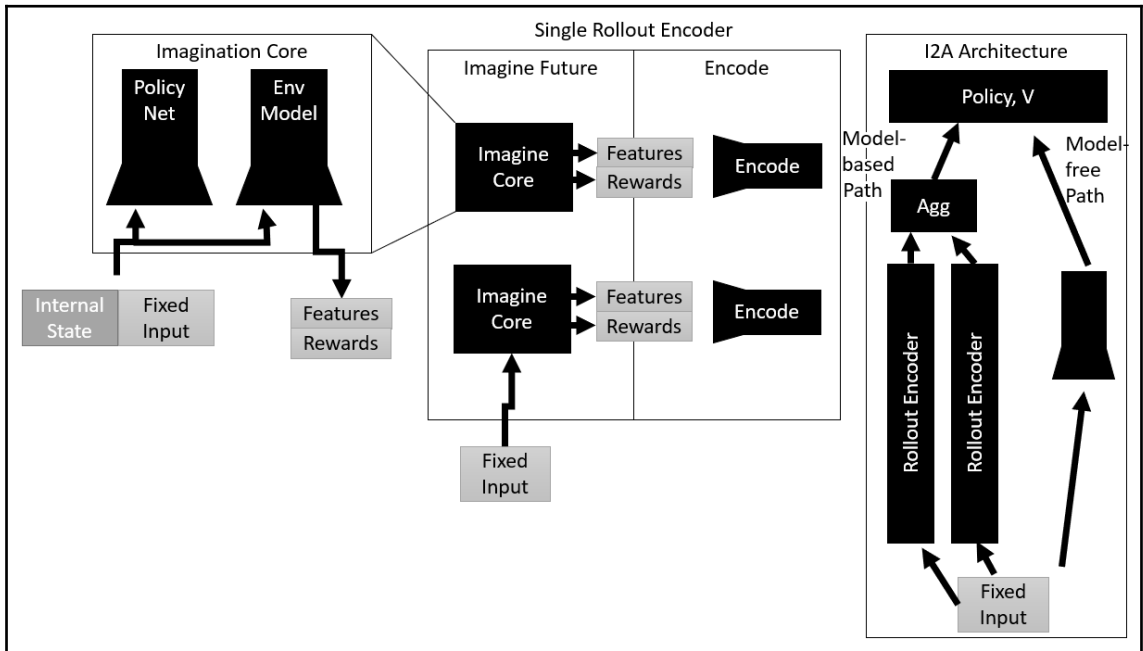 Imagination Core
Policy
Net
Env
Model
Internal
State
Fixed
Input
Features
Rewards
Single Rollout Encoder
Imagine Future
Encode
Imagine
Core
Features
Rewards
Encode
Imagine
Core
Features
Rewards
Encode
Fixed
Input
I2A Architecture
Policy, V
Model-
based
Path
Model-
free
Path
Agg
Rollout Encoder
Rollout Encoder
Fixed
Input